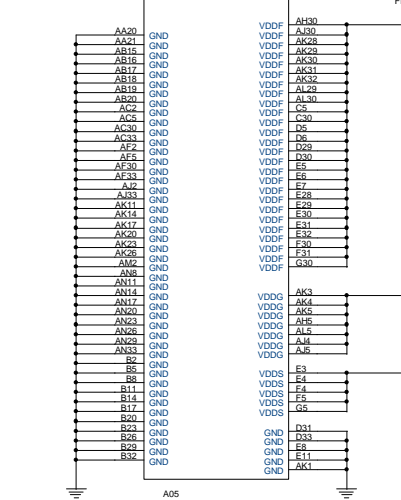 VDDF AH30
AA20 GND VDDF AJ30
AA21 GND VDDF AK28
AB15 GND VDDF AK29
AB16 GND VDDF AK30
AB17 GND VDDF AK31
AB18 GND VDDF AK32
AB19 GND VDDF AL29
AB20 GND VDDF AL30
AC2 GND VDDF C5
AC5 GND VDDF C30
AC30 GND VDDF D5
AC33 GND VDDF D6
AF2 GND VDDF D29
AF5 GND VDDF D30
AF30 GND VDDF E5
AF33 GND VDDF E6
AJ2 GND VDDF E7
AJ33 GND VDDF E28
AK11 GND VDDF E29
AK14 GND VDDF E30
AK17 GND VDDF E31
AK20 GND VDDF E32
AK23 GND VDDF F30
AK26 GND VDDF F31
AM2 GND VDDF G30
AN8 GND
AN11 GND
AN14 GND VDDG AK3
AN17 GND VDDG AK4
AN20 GND VDDG AK5
AN23 GND VDDG AH5
AN26 GND VDDG AL5
AN29 GND VDDG AJ4
AN33 GND VDDG AJ5
B2 GND
B5 GND VDDS E3
B8 GND VDDS E4
B11 GND VDDS F4
B14 GND VDDS F5
B17 GND VDDS G5
B20 GND
B23 GND GND D31
B26 GND GND D33
B29 GND GND E8
B32 GND GND E11
GND AK1
A05